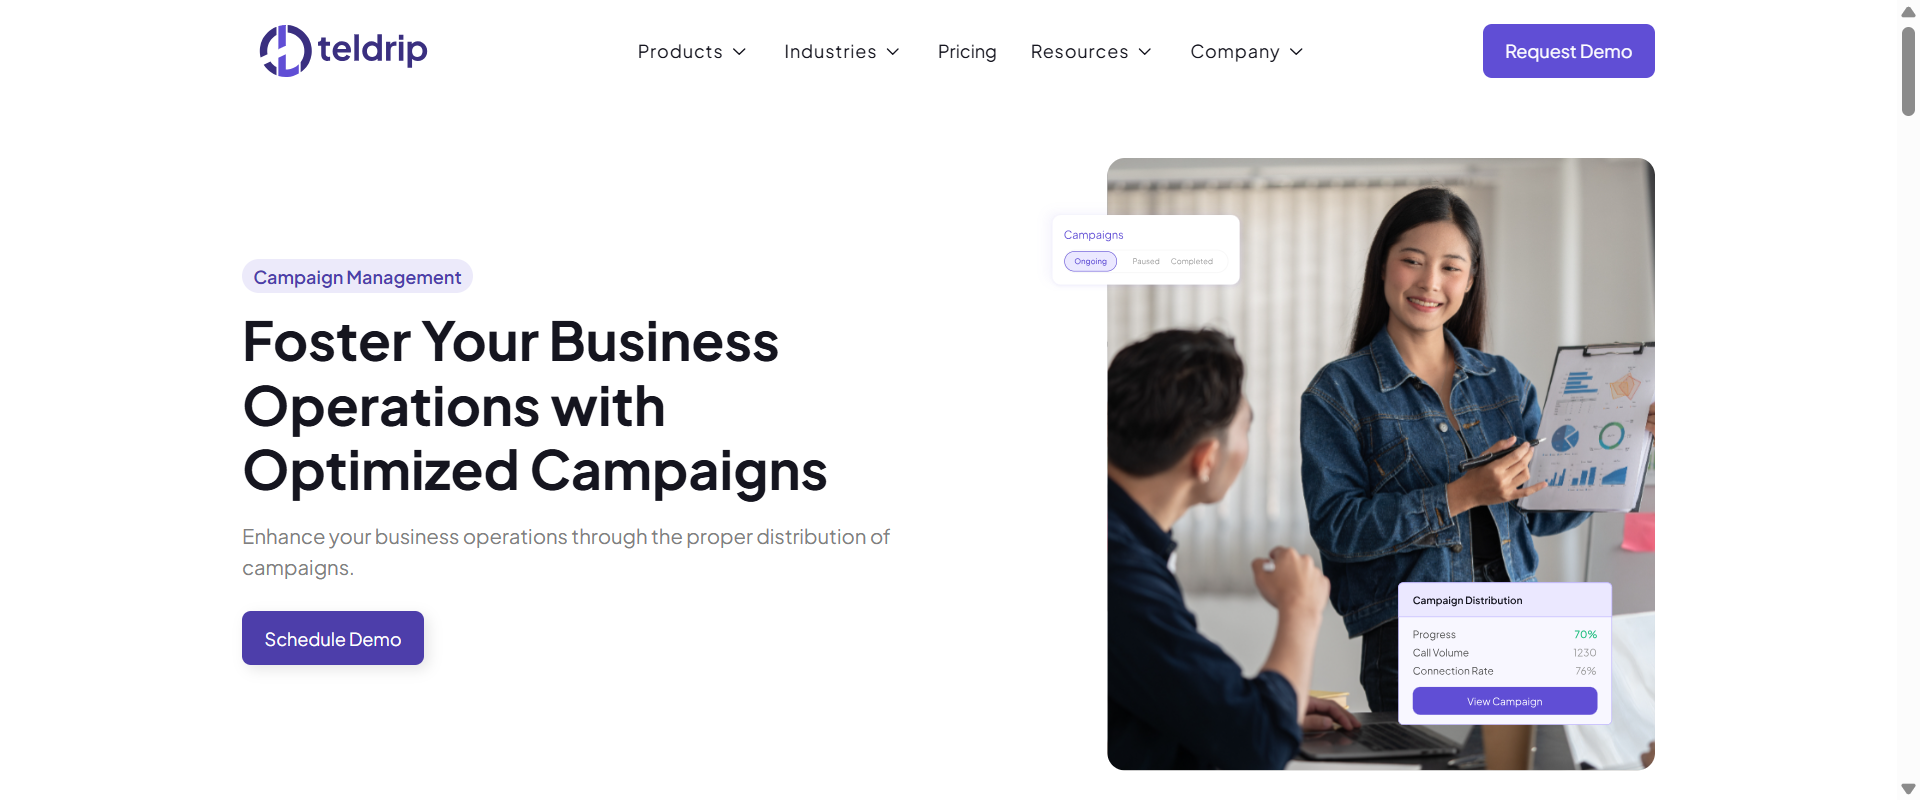 teldrip
Products
Industries
Pricing
Resources
Company
Request Demo
Campaign Management
Foster Your Business
Operations with
Optimized Campaigns
Enhance your business operations through the proper distribution of
campaigns.
Schedule Demo
Campaigns
Ongoing Paused Completed
Campaign Distribution
Progress 70%
Call Volume 1230
Connection Rate 76%
View Campaign